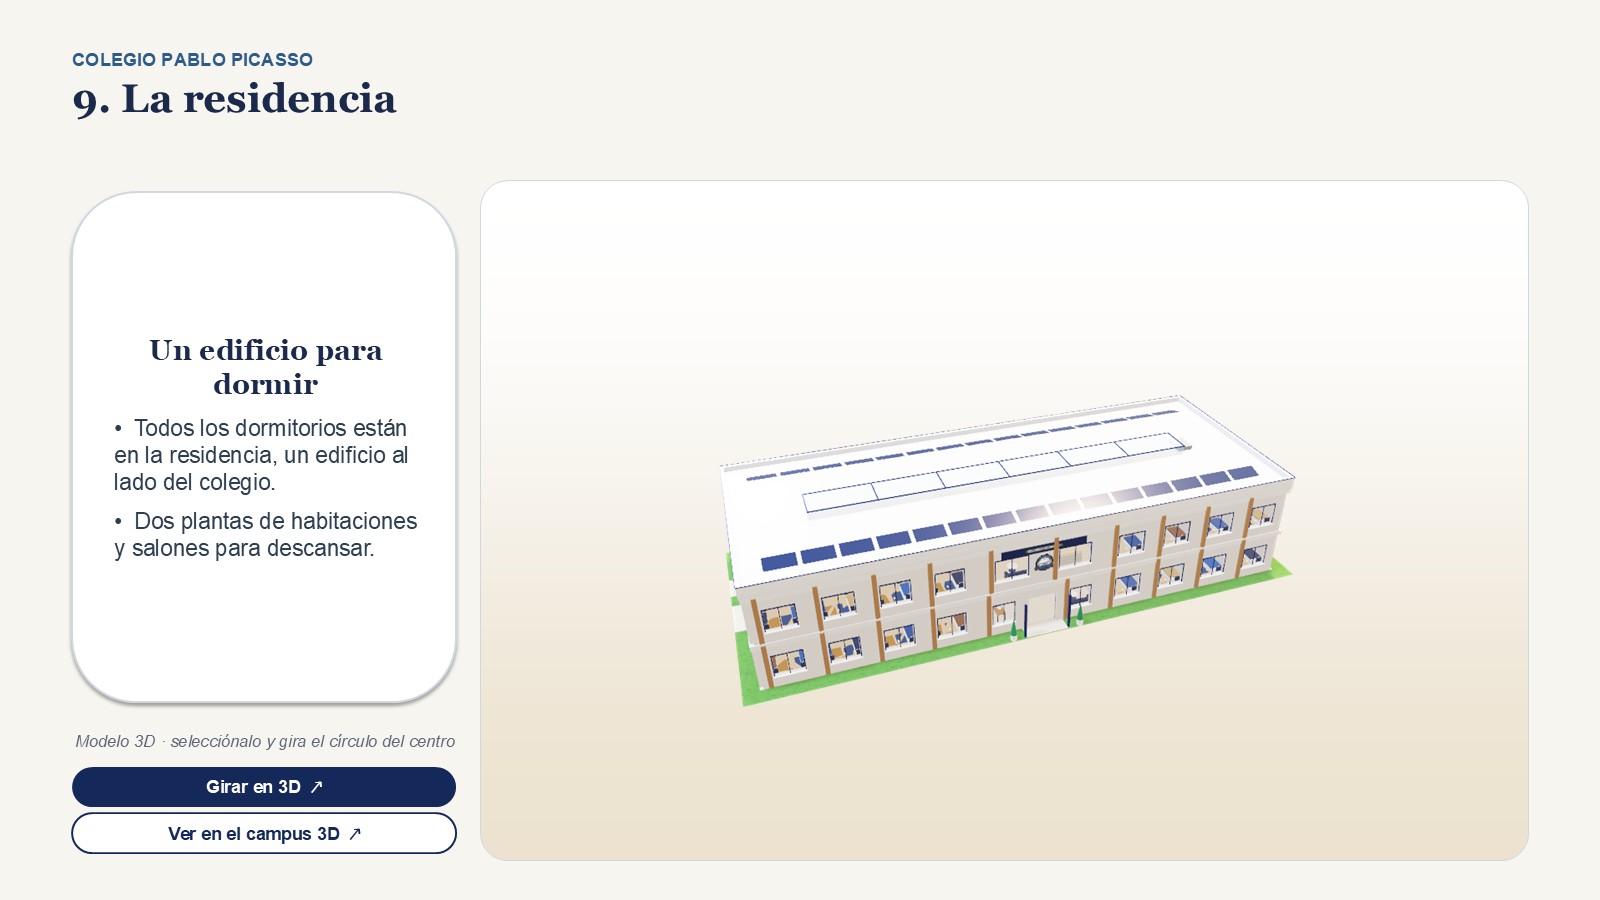 COLEGIO PABLO PICASSO
9. La residencia
Un edificio para
dormir
• Todos los dormitorios están
en la residencia, un edificio al
lado del colegio.
• Dos plantas de habitaciones
y salones para descansar.
Modelo 3D · selecciónalo y gira el círculo del centro
Girar en 3D ↗
Ver en el campus 3D ↗